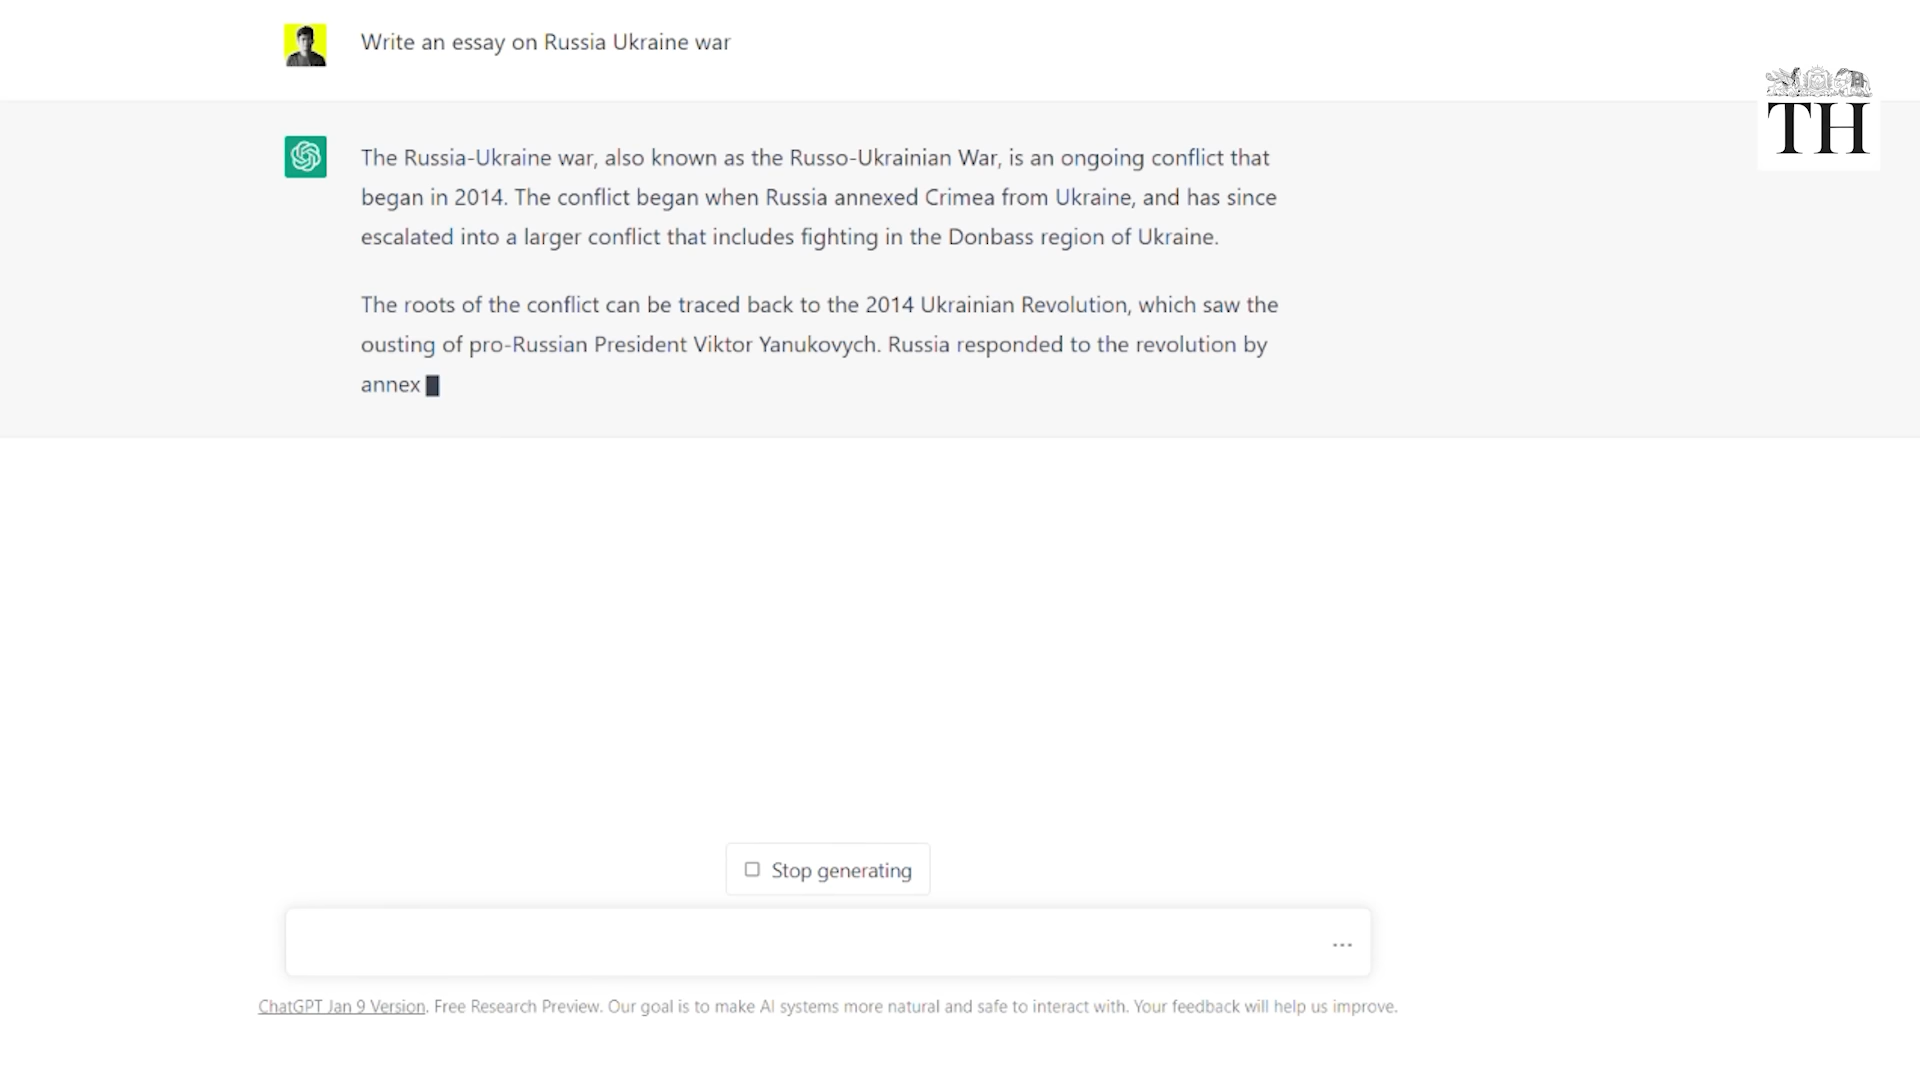 Write an essay on Russia Ukraine war
TH
The Russia-Ukraine war, also known as the Russo-Ukrainian War, is an ongoing conflict that
began in 2014. The conflict began when Russia annexed Crimea from Ukraine, and has since
escalated into a larger conflict that includes fighting in the Donbass region of Ukraine.
The roots of the conflict can be traced back to the 2014 Ukrainian Revolution, which saw the
ousting of pro-Russian President Viktor Yanukovych. Russia responded to the revolution by
annex
Stop generating
...
ChatGPT Jan 9 Version. Free Research Preview. Our goal is to make AI systems more natural and safe to interact with. Your feedback will help us improve.